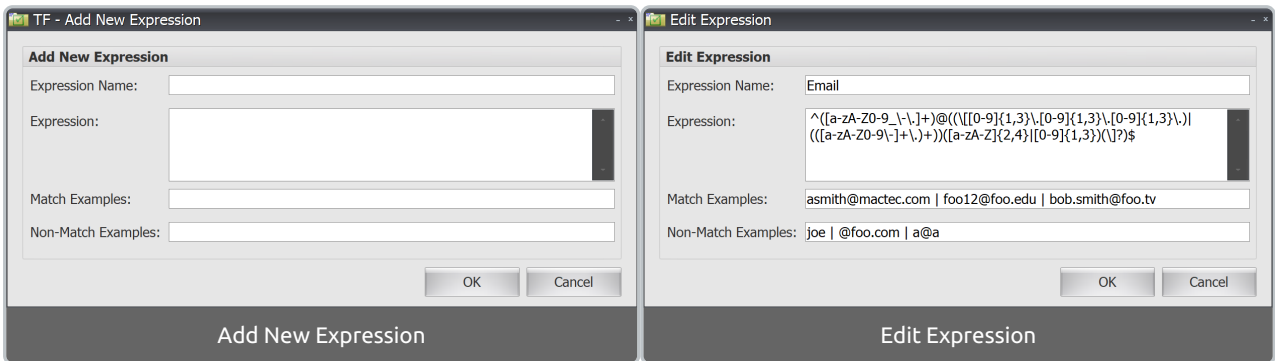 TF - Add New Expression
Add New Expression
Expression Name:
Expression:
Match Examples:
Non-Match Examples:
OK Cancel
Add New Expression
Edit Expression
Edit Expression
Expression Name: Email
Expression: ^([a-zA-Z0-9_\-\.]+)@((\[[0-9]{1,3}\.[0-9]{1,3}\.[0-9]{1,3}\.)|
(([a-zA-Z0-9\-]+\.)+))([a-zA-Z]{2,4}|[0-9]{1,3})(\]?)$
Match Examples: asmith@mactec.com | foo12@foo.edu | bob.smith@foo.tv
Non-Match Examples: joe | @foo.com | a@a
OK Cancel
Edit Expression